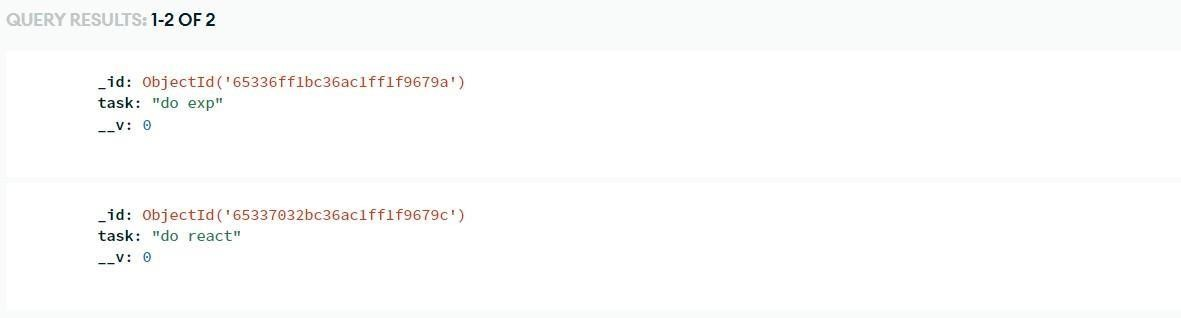 QUERY RESULTS: 1-2 OF 2
_id: ObjectId('65336ff1bc36ac1ff1f9679a')
task: "do exp"
__v: 0
_id: ObjectId('65337032bc36ac1ff1f9679c')
task: "do react"
__v: 0